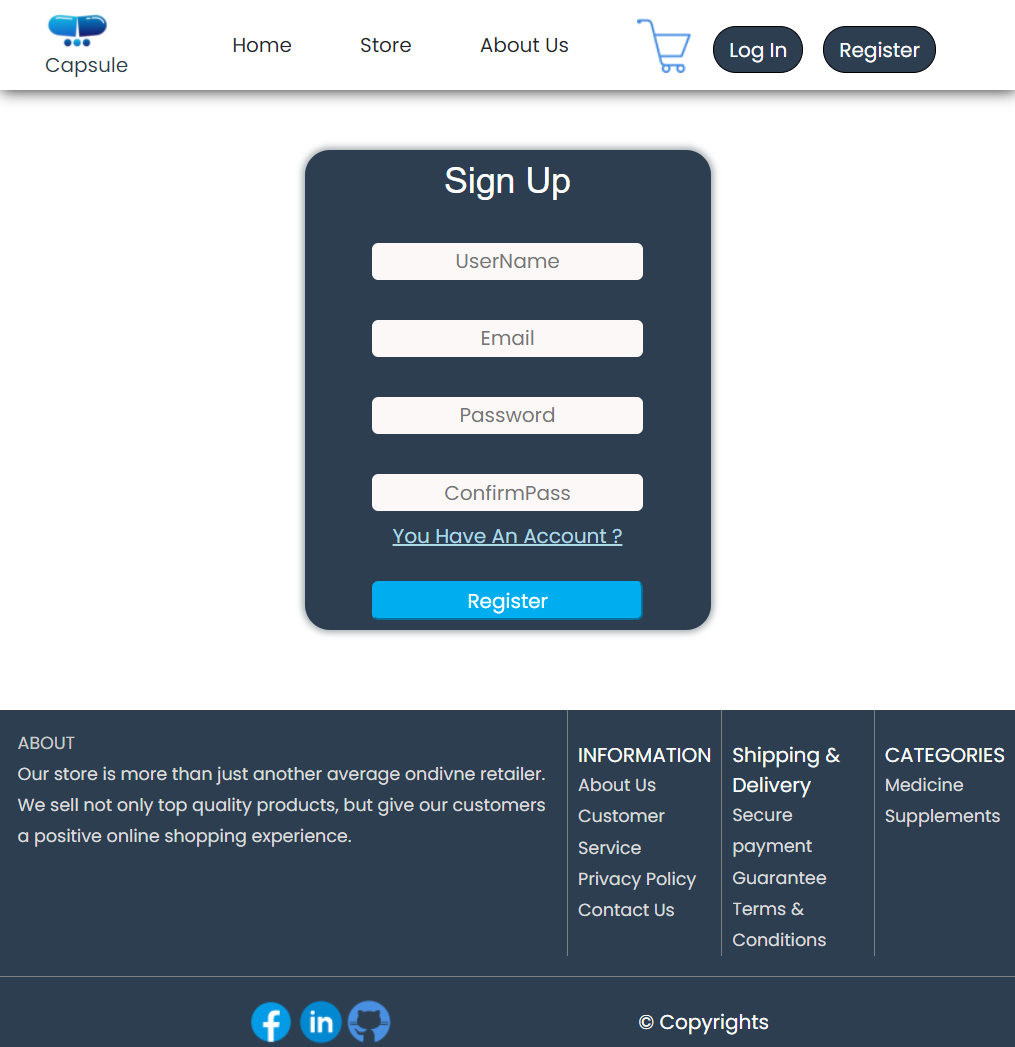 Capsule
Home
Store
About Us
Log In
Register
Sign Up
UserName
Email
Password
ConfirmPass
You Have An Account ?
Register
ABOUT
Our store is more than just another average ondivne retailer.
We sell not only top quality products, but give our customers
a positive online shopping experience.
INFORMATION
About Us
Customer
Service
Privacy Policy
Contact Us
Shipping &
Delivery
Secure
payment
Guarantee
Terms &
Conditions
CATEGORIES
Medicine
Supplements
f
in
© Copyrights